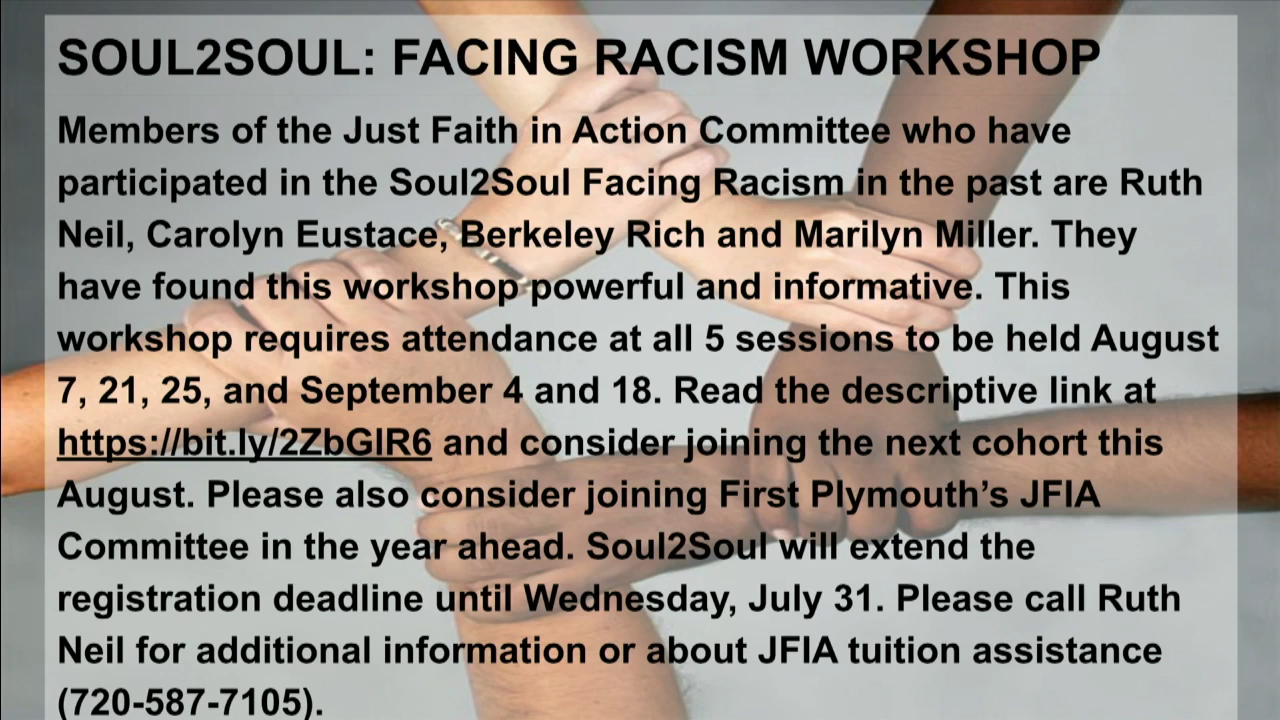 SOUL2SOUL: FACING RACISM WORKSHOP
Members of the Just Faith in Action Committee who have
participated in the Soul2Soul Facing Racism in the past are Ruth
Neil, Carolyn Eustace, Berkeley Rich and Marilyn Miller. They
have found this workshop powerful and informative. This
workshop requires attendance at all 5 sessions to be held August
7, 21, 25, and September 4 and 18. Read the descriptive link at
https://bit.ly/2ZbGIR6 and consider joining the next cohort this
August. Please also consider joining First Plymouth’s JFIA
Committee in the year ahead. Soul2Soul will extend the
registration deadline until Wednesday, July 31. Please call Ruth
Neil for additional information or about JFIA tuition assistance
(720-587-7105).